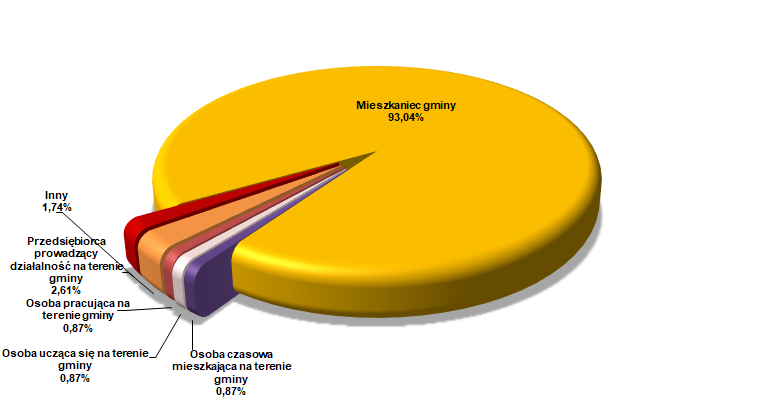 Mieszkaniec gminy
93,04%
Inny
1,74%
Przedsiębiorca
prowadzący
działalność na terenie
gminy
2,61%
Osoba pracująca na
terenie gminy
0,87%
Osoba ucząca się na terenie
gminy
0,87%
Osoba czasowa
mieszkająca na terenie
gminy
0,87%